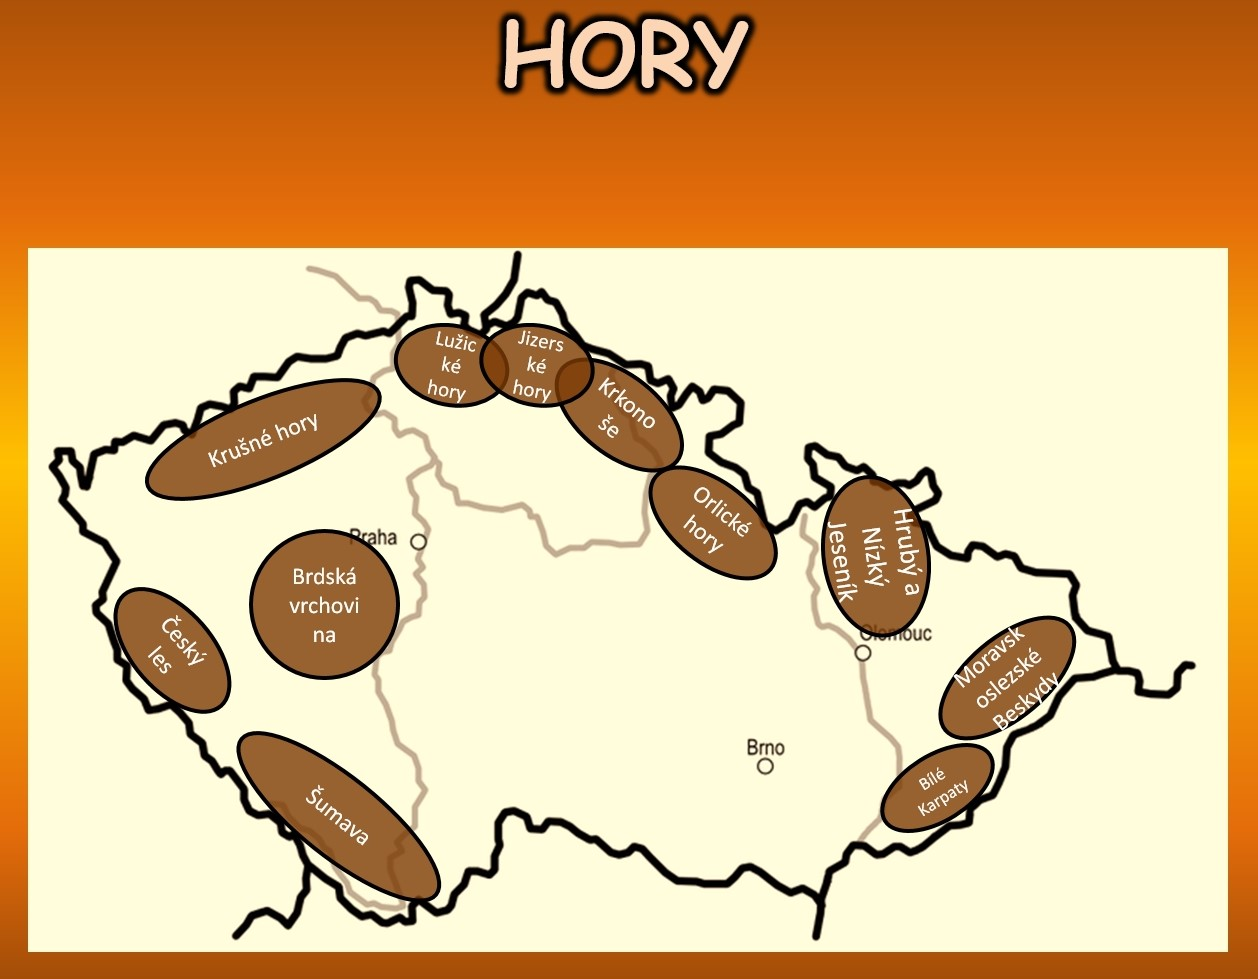 HORY
Lužic
ké
hory
Jizers
ké
hory
Krkono
še
Krušné hory
Orlické
hory
Hrubý a
Nízký
Jeseník
Praha
Brdská
vrchovi
na
Český
les
Olomouc
Moravsk
oslezské
Beskydy
Brno
Bílé
Karpaty
Šumava